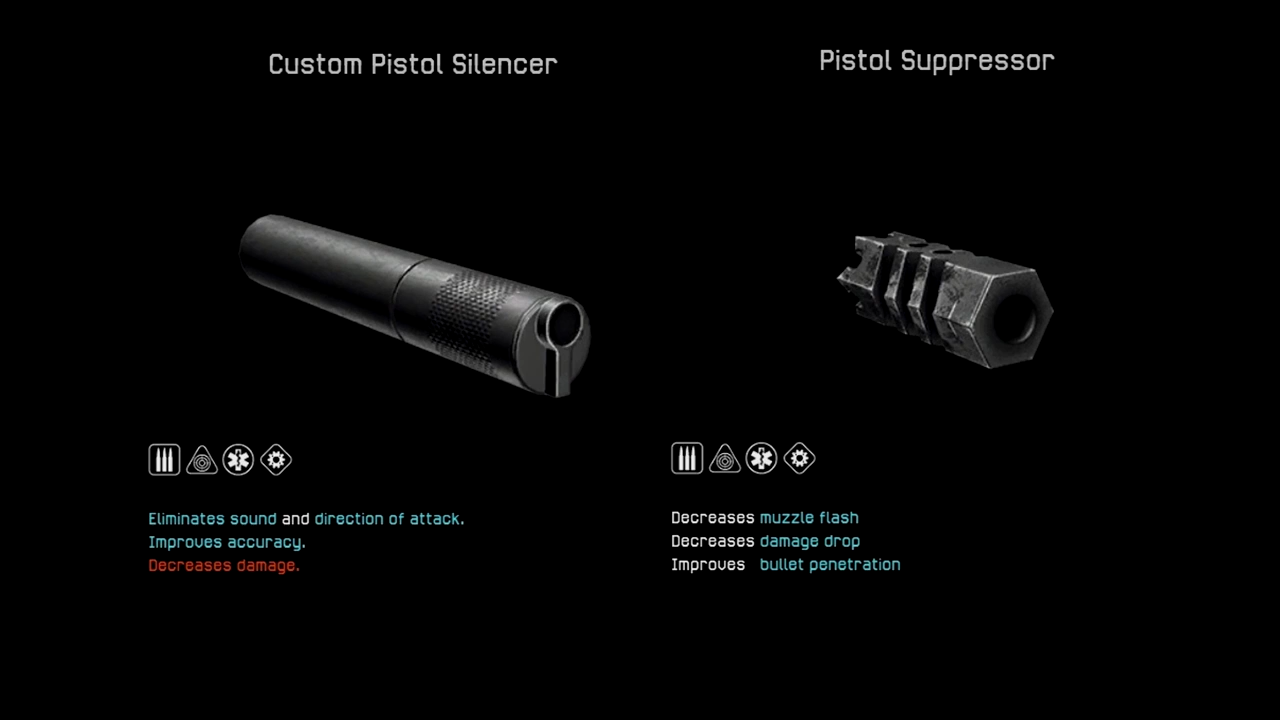 Custom Pistol Silencer
Pistol Suppressor
Eliminates sound and direction of attack.
Improves accuracy.
Decreases damage.
Decreases muzzle flash
Decreases damage drop
Improves bullet penetration